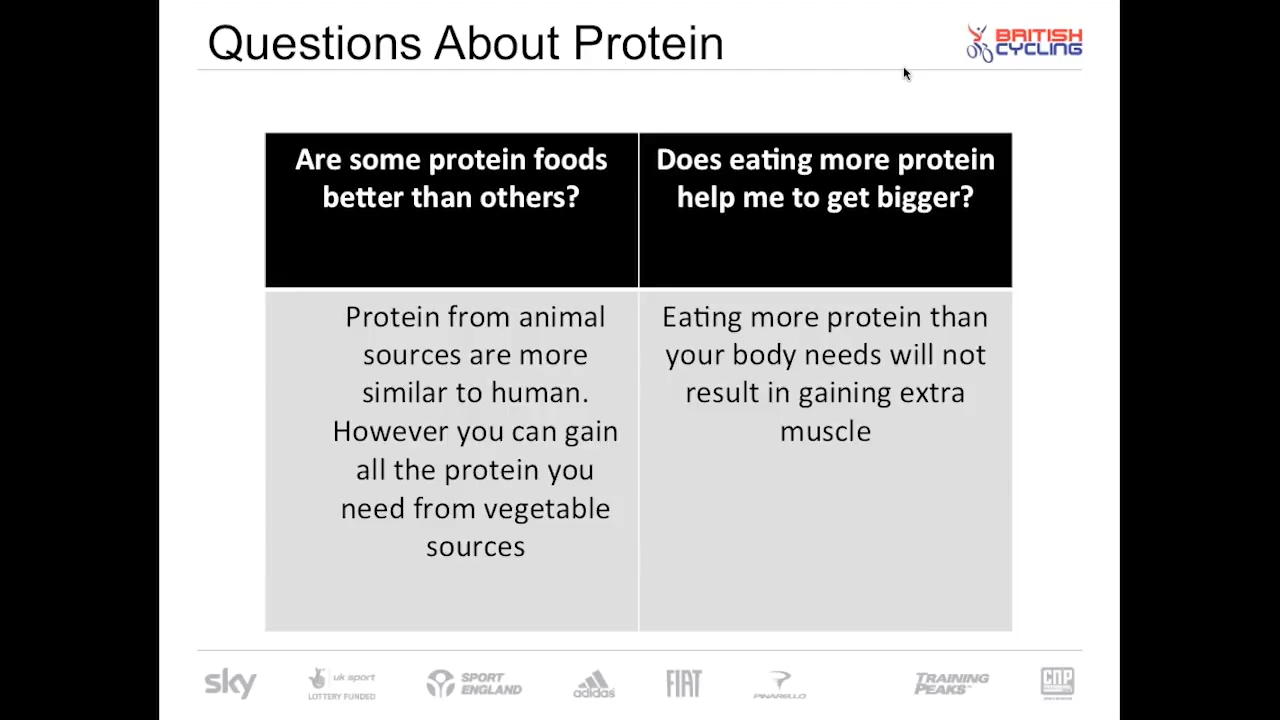 Questions About Protein
BRITISH
CYCLING
Are some protein foods
better than others?
Does eating more protein
help me to get bigger?
Protein from animal
sources are more
similar to human.
However you can gain
all the protein you
need from vegetable
sources
Eating more protein than
your body needs will not
result in gaining extra
muscle
sky
uk sport
LOTTERY FUNDED
SPORT
ENGLAND
adidas
FIAT
PINARELLO
TRAINING
PEAKS
CNP